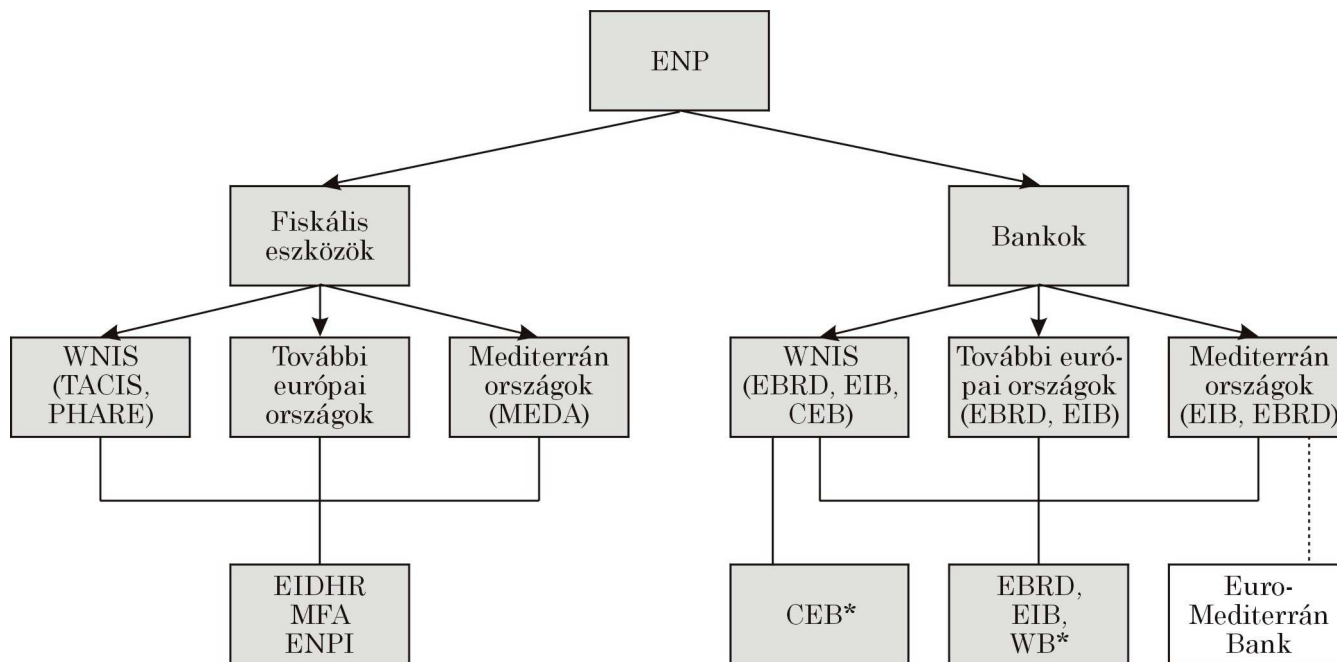 ENP
Fiskális
eszközök
Bankok
WNIS
(TACIS,
PHARE)
További
európai
országok
Mediterrán
országok
(MEDA)
WNIS
(EBRD, EIB,
CEB)
További euró-
pai országok
(EBRD, EIB)
Mediterrán
országok
(EIB, EBRD)
EIDHR
MFA
ENPI
CEB*
EBRD,
EIB,
WB*
Euro-
Mediterrán
Bank